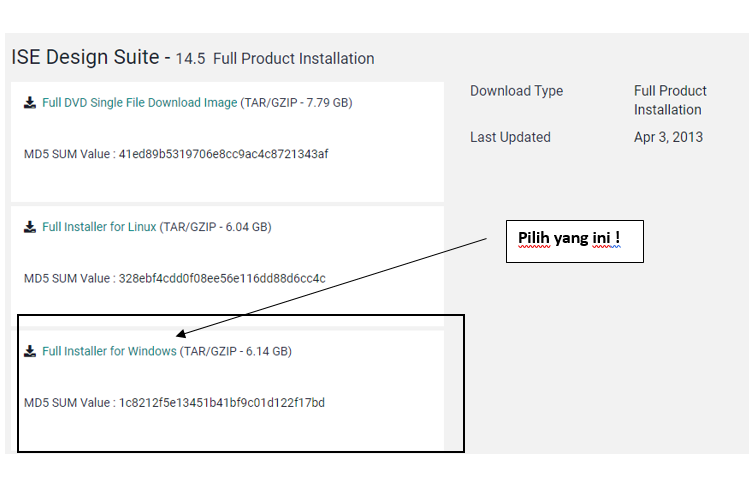 ISE Design Suite - 14.5 Full Product Installation
Full DVD Single File Download Image (TAR/GZIP - 7.79 GB)
MD5 SUM Value : 41ed89b5319706e8cc9ac4c8721343af
Full Installer for Linux (TAR/GZIP - 6.04 GB)
MD5 SUM Value : 328ebf4cdd0f08ee56e116dd88d6cc4c
Full Installer for Windows (TAR/GZIP - 6.14 GB)
MD5 SUM Value : 1c8212f5e13451b41bf9c01d122f17bd
Download Type
Full Product
Installation
Last Updated
Apr 3, 2013
Pilih yang ini !